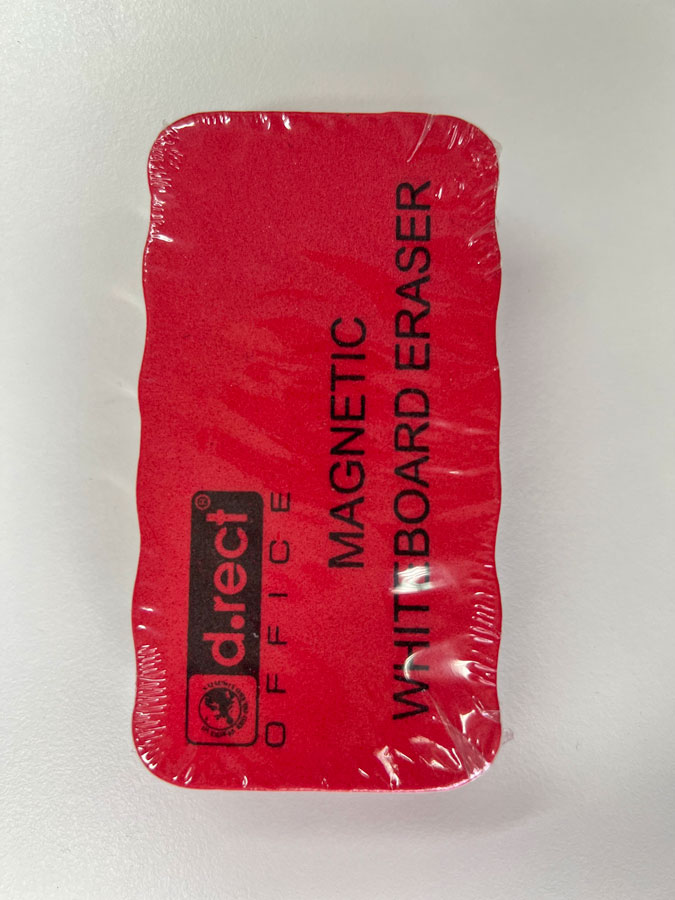 d.rect®
OFFICE
MAGNETIC
WHITEBOARD ERASER